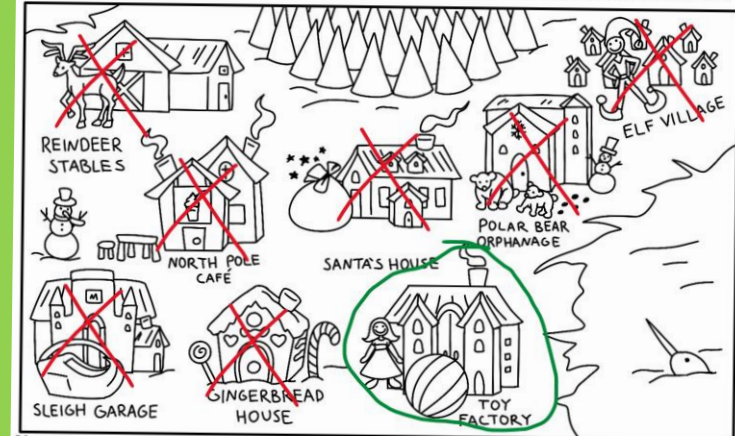 ELF VILLAGE
REINDEER
STABLES
POLAR BEAR
ORPHANAGE
NORTH POLE
CAFÉ
SANTA'S HOUSE
M
SLEIGH GARAGE
GINGERBREAD
HOUSE
TOY
FACTORY